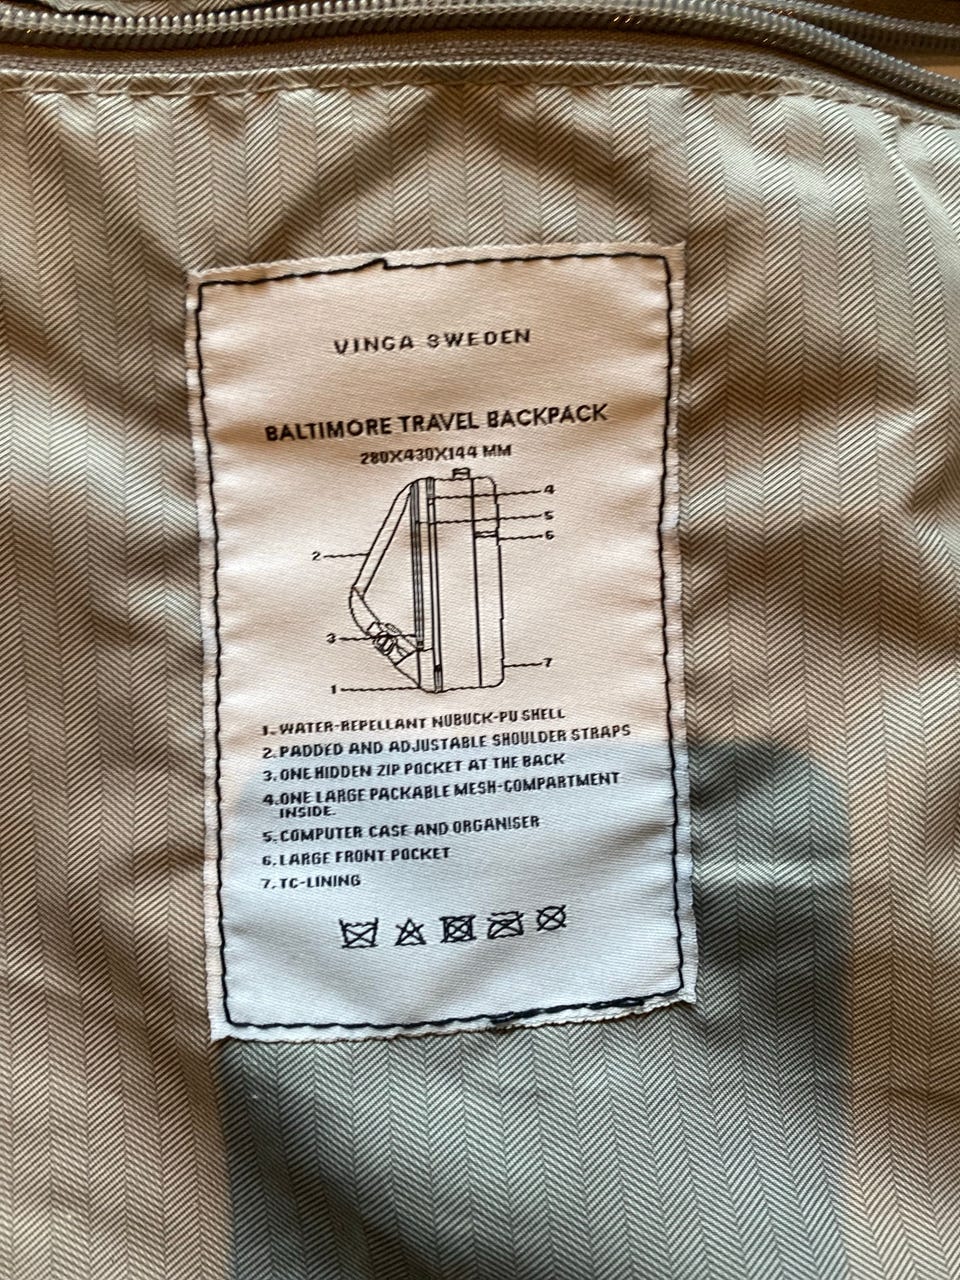 VINGA SWEDEN
BALTIMORE TRAVEL BACKPACK
280X430X144 MM
4
5
6
2
3
7
1
1. WATER-REPELLANT NUBUCK-PU SHELL
2. PADDED AND ADJUSTABLE SHOULDER STRAPS
3. ONE HIDDEN ZIP POCKET AT THE BACK
4. ONE LARGE PACKABLE MESH-COMPARTMENT
INSIDE.
5. COMPUTER CASE AND ORGANISER
6. LARGE FRONT POCKET
7. TC-LINING